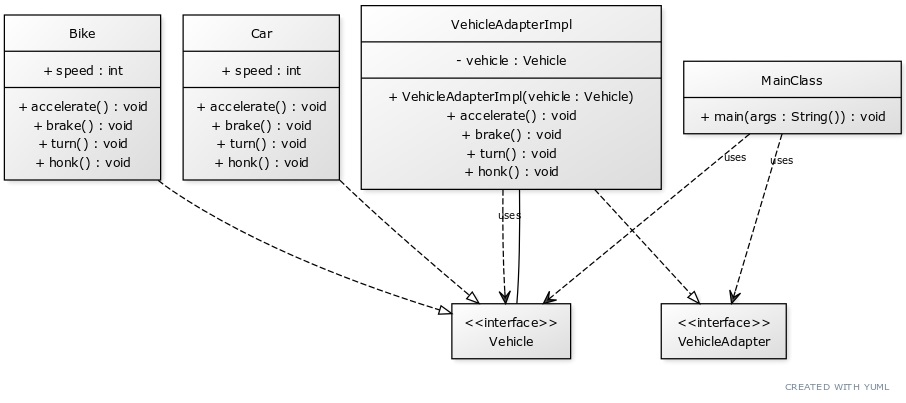 Bike
+ speed : int
+ accelerate() : void
+ brake() : void
+ turn() : void
+ honk() : void
Car
+ speed : int
+ accelerate() : void
+ brake() : void
+ turn() : void
+ honk() : void
VehicleAdapterImpl
- vehicle : Vehicle
+ VehicleAdapterImpl(vehicle : Vehicle)
+ accelerate() : void
+ brake() : void
+ turn() : void
+ honk() : void
MainClass
+ main(args : String()) : void
uses
uses
uses
<<interface>>
Vehicle
<<interface>>
VehicleAdapter
CREATED WITH YUML